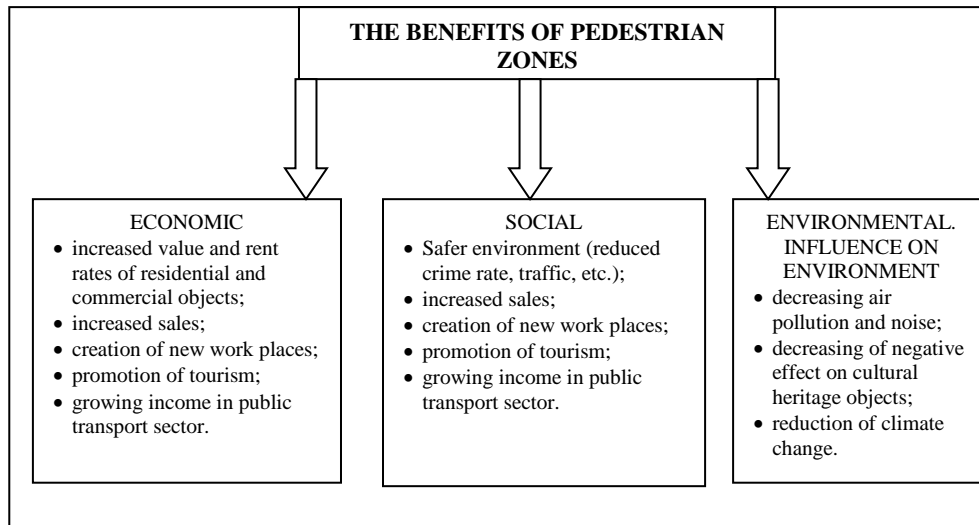 THE BENEFITS OF PEDESTRIAN
ZONES
ECONOMIC
• increased value and rent
rates of residential and
commercial objects;
• increased sales;
• creation of new work places;
• promotion of tourism;
• growing income in public
transport sector.
SOCIAL
• Safer environment (reduced
crime rate, traffic, etc.);
• increased sales;
• creation of new work places;
• promotion of tourism;
• growing income in public
transport sector.
ENVIRONMENTAL.
INFLUENCE ON
ENVIRONMENT
• decreasing air
pollution and noise;
• decreasing of negative
effect on cultural
heritage objects;
• reduction of climate
change.